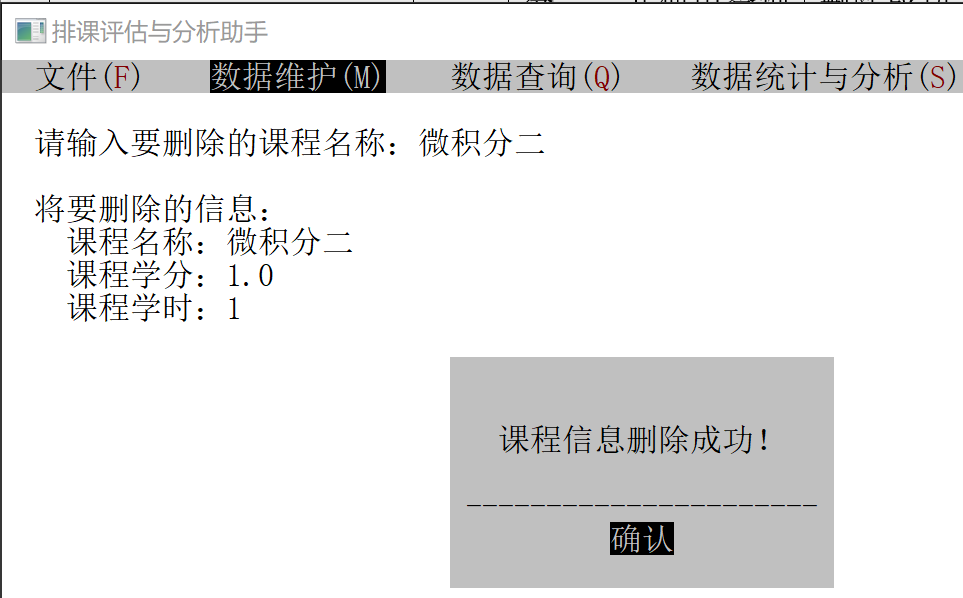 排课评估与分析助手
文件(F) 数据维护(M) 数据查询(Q) 数据统计与分析(S)
请输入要删除的课程名称：微积分二
将要删除的信息：
课程名称：微积分二
课程学分：1.0
课程学时：1
课程信息删除成功！
----------------------
确认